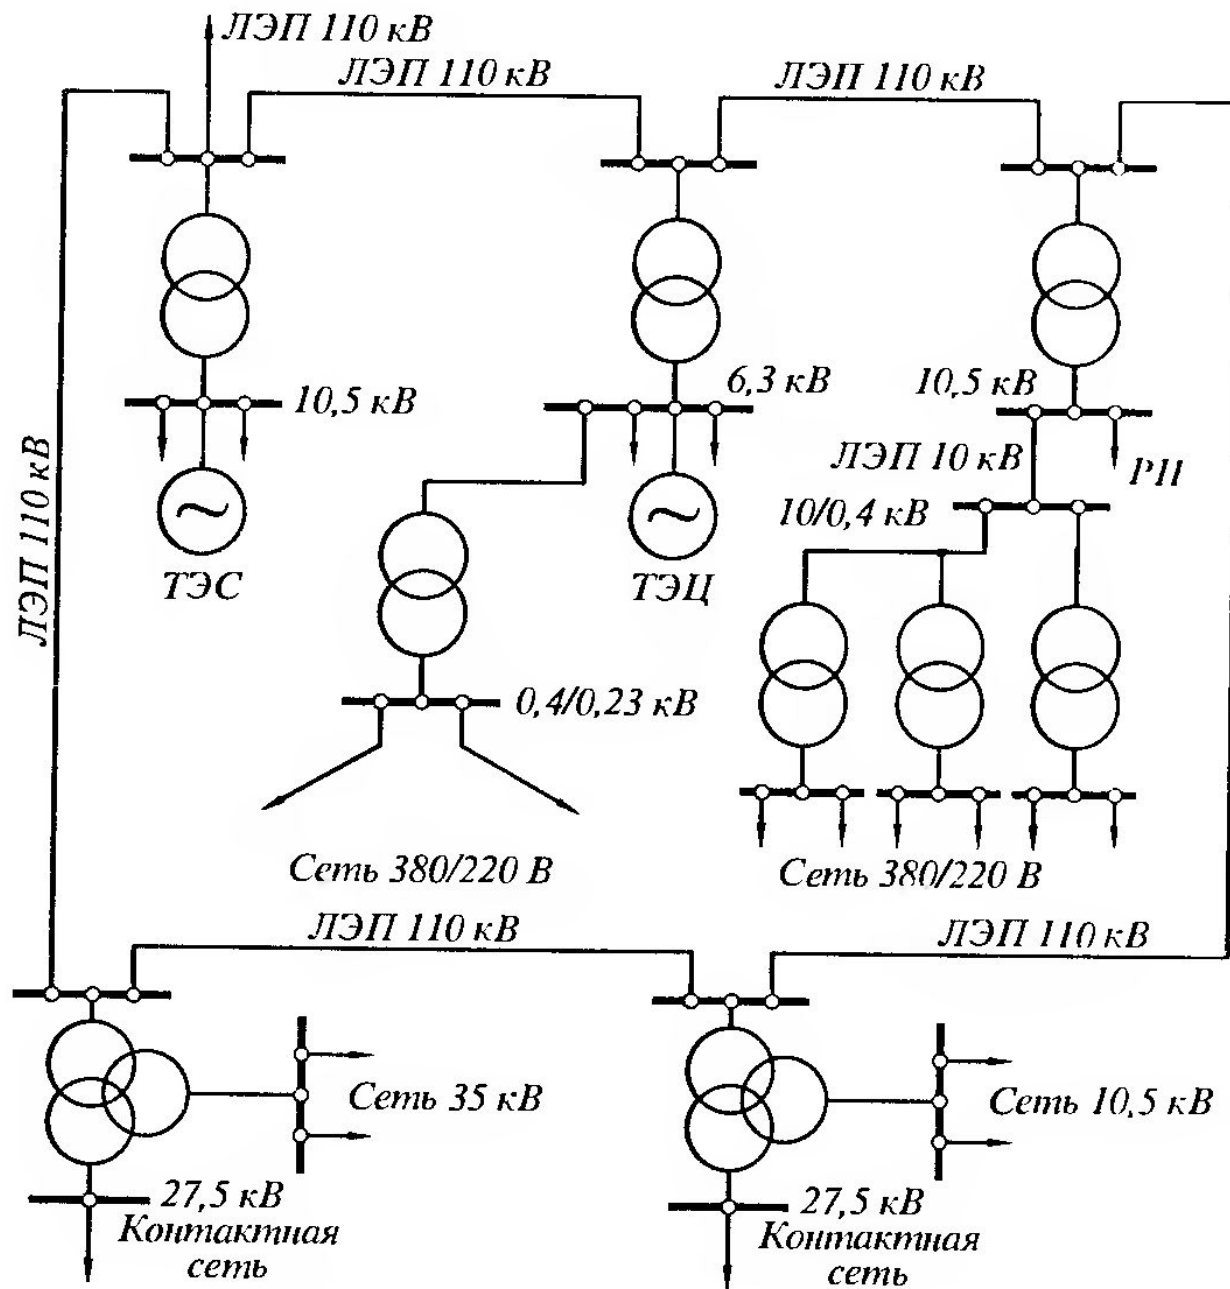 ЛЭП 110 кВ
ЛЭП 110 кВ
ЛЭП 110 кВ
10,5 кВ
6,3 кВ
10,5 кВ
ЛЭП 110 кВ
ЛЭП 10 кВ
РП
10/0,4 кВ
ТЭС
ТЭЦ
0,4/0,23 кВ
Сеть 380/220 В
Сеть 380/220 В
ЛЭП 110 кВ
ЛЭП 110 кВ
Сеть 35 кВ
Сеть 10,5 кВ
27,5 кВ
Контактная
сеть
27,5 кВ
Контактная
сеть